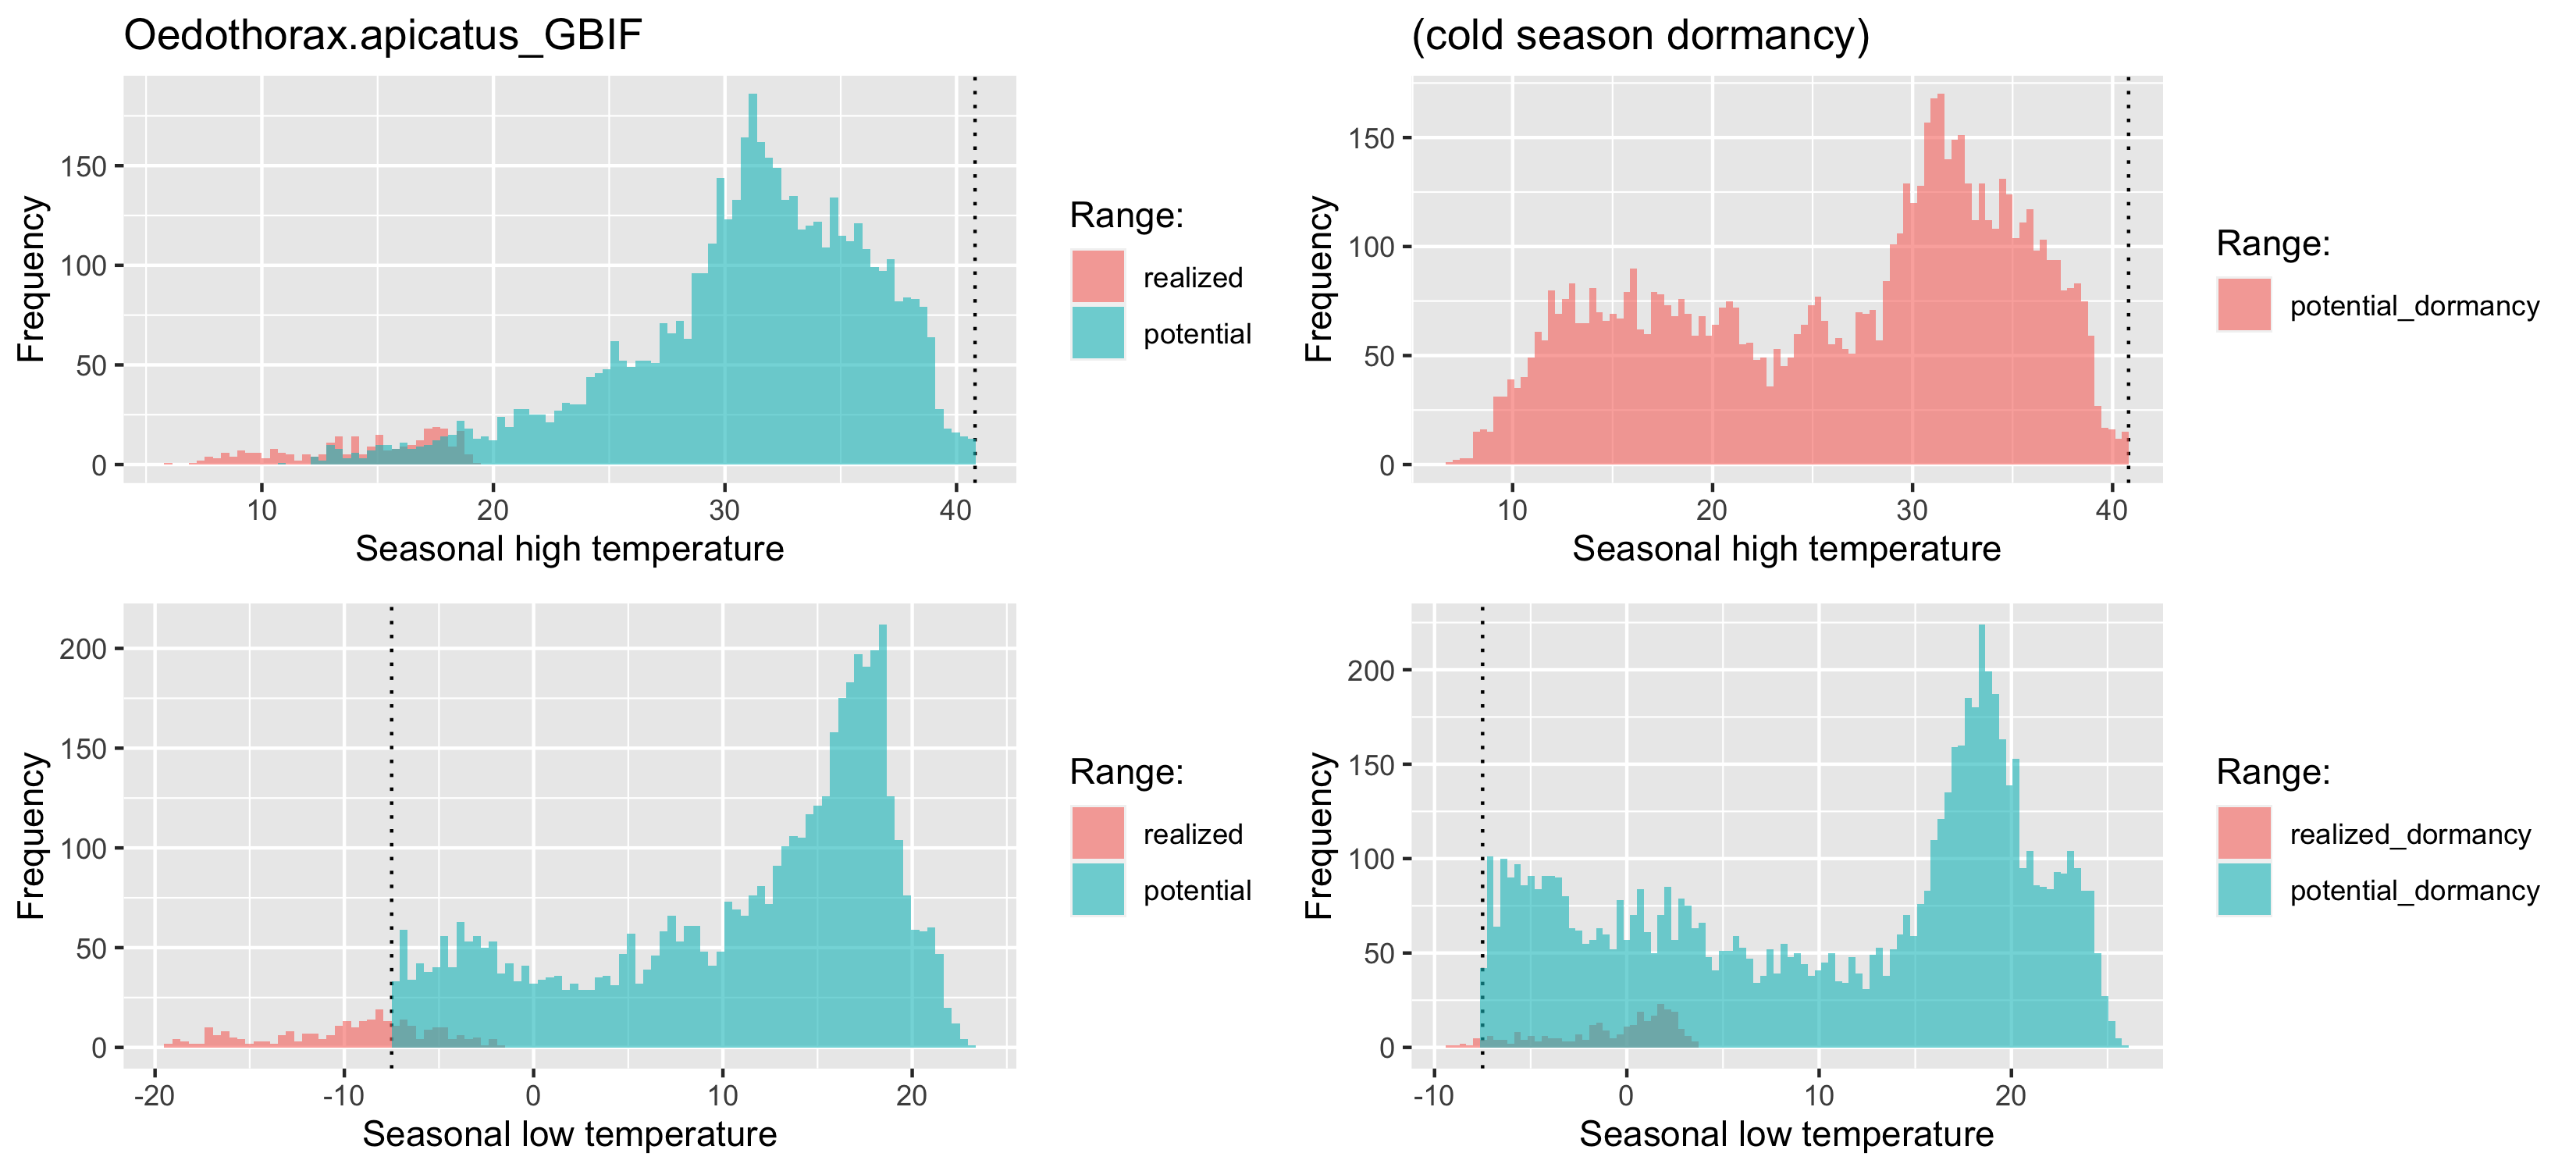 Oedothorax.apicatus_GBIF
Frequency
150
100
50
0
10 20 30 40
Seasonal high temperature
Range:
realized
potential
(cold season dormancy)
Frequency
150
100
50
0
10 20 30 40
Seasonal high temperature
Range:
potential_dormancy
Frequency
200
150
100
50
0
-20 -10 0 10 20
Seasonal low temperature
Range:
realized
potential
Frequency
200
150
100
50
0
-10 0 10 20
Seasonal low temperature
Range:
realized_dormancy
potential_dormancy